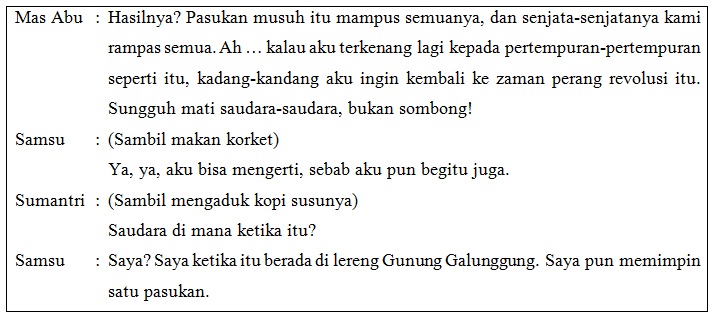 Mas Abu : Hasilnya? Pasukan musuh itu mampus semuanya, dan senjata-senjatanya kami
rampas semua. Ah … kalau aku terkenang lagi kepada pertempuran-pertempuran
seperti itu, kadang-kandang aku ingin kembali ke zaman perang revolusi itu.
Sungguh mati saudara-saudara, bukan sombong!
Samsu : (Sambil makan korket)
Ya, ya, aku bisa mengerti, sebab aku pun begitu juga.
Sumantri : (Sambil mengaduk kopi susunya)
Saudara di mana ketika itu?
Samsu : Saya? Saya ketika itu berada di lereng Gunung Galunggung. Saya pun memimpin
satu pasukan.